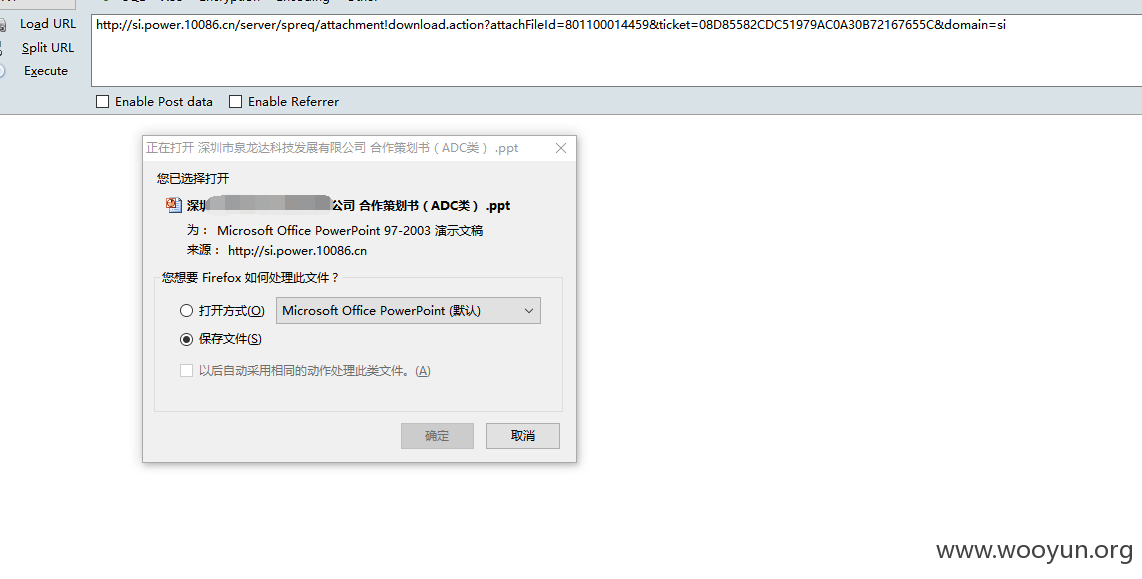 Load URL
Split URL
Execute
http://si.power.10086.cn/server/spreq/attachment!download.action?attachFileId=801100014459&ticket=08D85582CDC51979AC0A30B72167655C&domain=si
Enable Post data Enable Referrer
正在打开 深圳市泉龙达科技发展有限公司 合作策划书（ADC类）.ppt
您已选择打开
深圳 公司 合作策划书（ADC类）.ppt
为： Microsoft Office PowerPoint 97-2003 演示文稿
来源： http://si.power.10086.cn
您想要 Firefox 如何处理此文件？
打开方式(O) Microsoft Office PowerPoint (默认)
保存文件(S)
以后自动采用相同的动作处理此类文件。(A)
确定 取消
www.wooyun.org